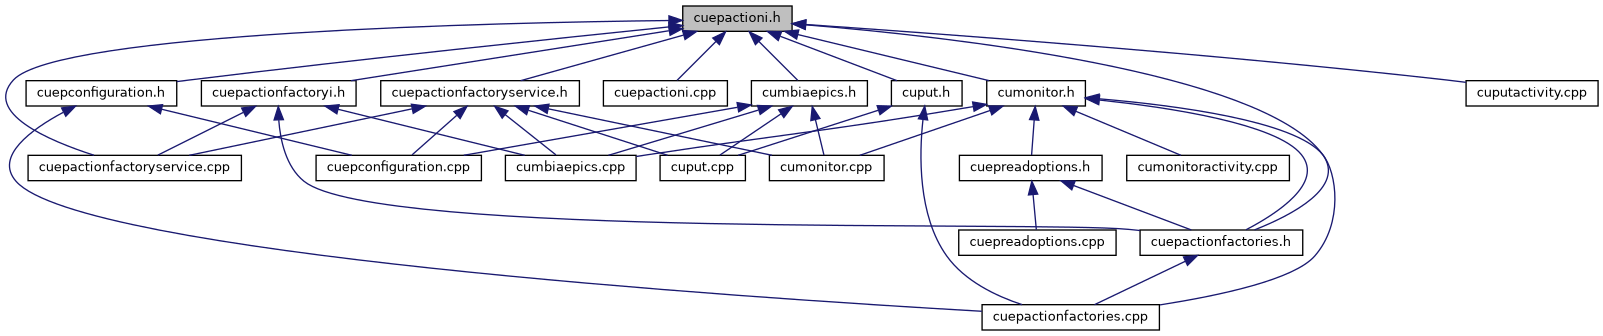 cuepactioni.h
cuepconfiguration.h
cuepactionfactoryi.h
cuepactionfactoryservice.h
cuepactioni.cpp
cumbiaepics.h
cuput.h
cumonitor.h
cuputactivity.cpp
cuepactionfactoryservice.cpp
cuepconfiguration.cpp
cumbiaepics.cpp
cuput.cpp
cumonitor.cpp
cuepreadoptions.h
cumonitoractivity.cpp
cuepreadoptions.cpp
cuepactionfactories.h
cuepactionfactories.cpp